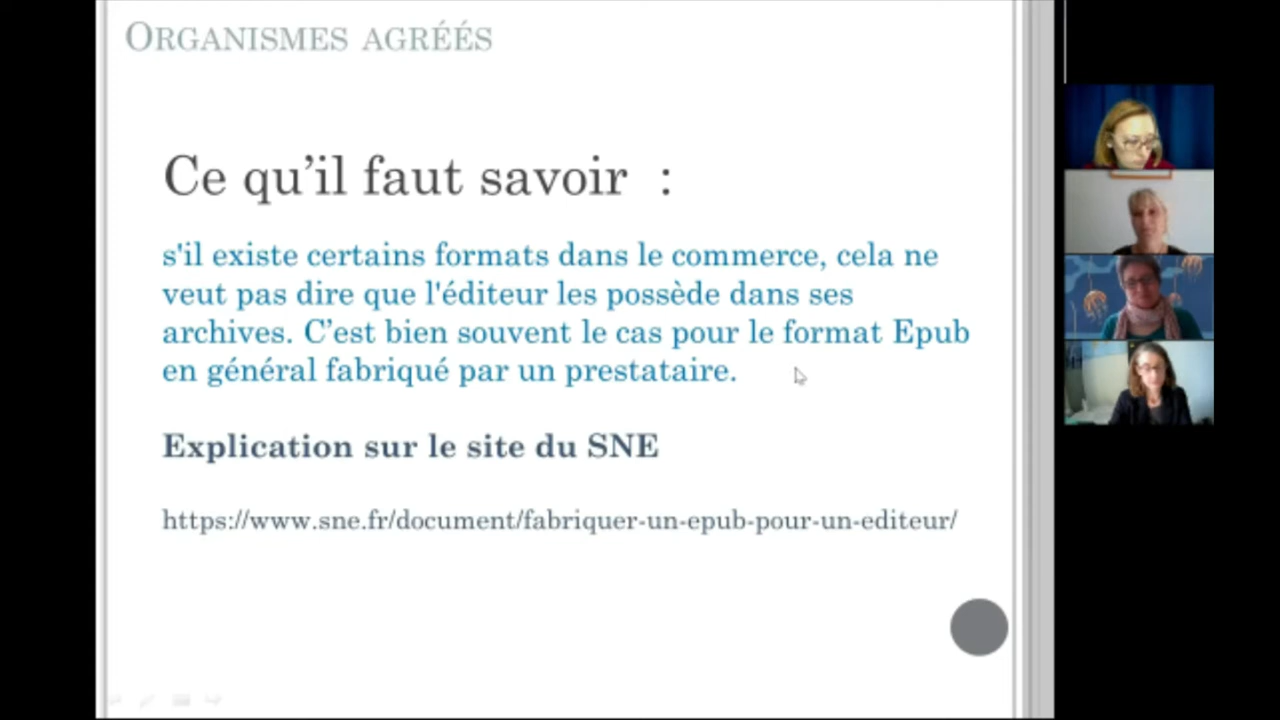 ORGANISMES AGRÉÉS
Ce qu’il faut savoir :
s'il existe certains formats dans le commerce, cela ne
veut pas dire que l'éditeur les possède dans ses
archives. C’est bien souvent le cas pour le format Epub
en général fabriqué par un prestataire.
Explication sur le site du SNE
https://www.sne.fr/document/fabriquer-un-epub-pour-un-editeur/